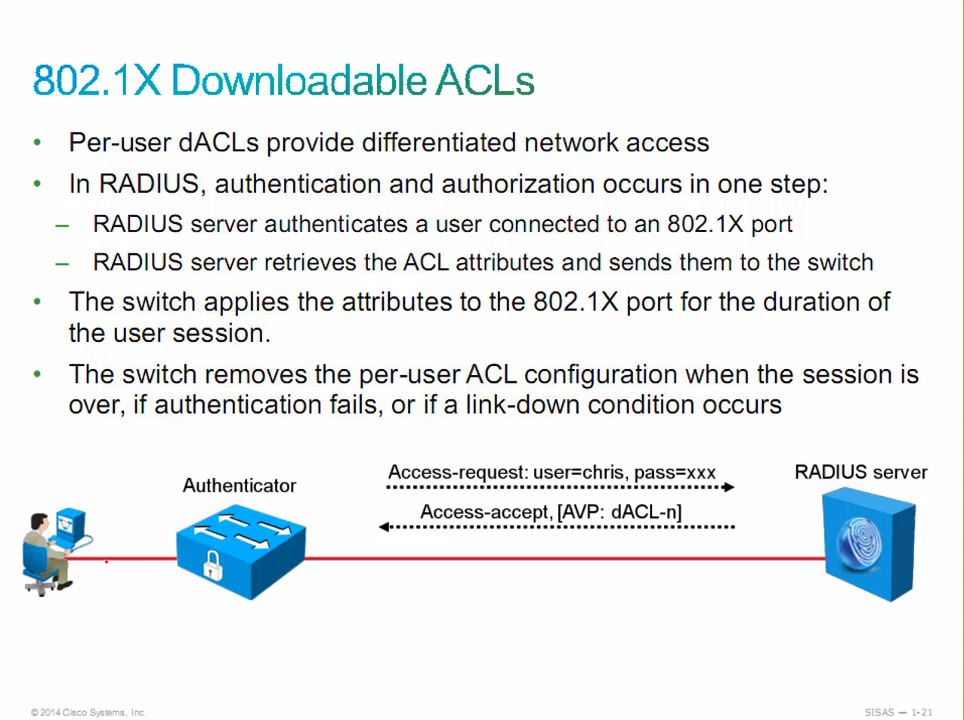 802.1X Downloadable ACLs
• Per-user dACLs provide differentiated network access
• In RADIUS, authentication and authorization occurs in one step:
– RADIUS server authenticates a user connected to an 802.1X port
– RADIUS server retrieves the ACL attributes and sends them to the switch
• The switch applies the attributes to the 802.1X port for the duration of
the user session.
• The switch removes the per-user ACL configuration when the session is
over, if authentication fails, or if a link-down condition occurs
Authenticator
Access-request: user=chris, pass=xxx
RADIUS server
Access-accept, [AVP: dACL-n]
© 2014 Cisco Systems, Inc.
SISAS — 1-21